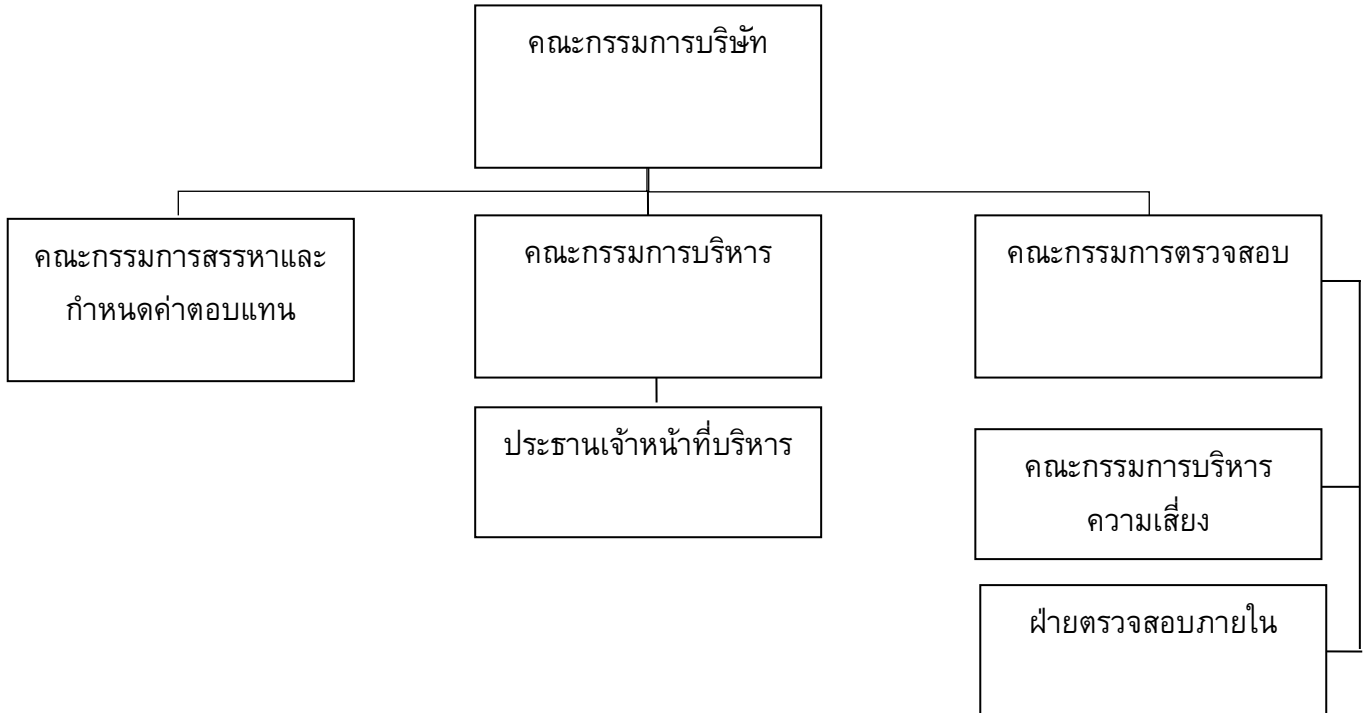 คณะกรรมการบริษัท
คณะกรรมการสรรหาและ
กำหนดค่าตอบแทน
คณะกรรมการบริหาร
คณะกรรมการตรวจสอบ
ประธานเจ้าหน้าที่บริหาร
คณะกรรมการบริหาร
ความเสี่ยง
ฝ่ายตรวจสอบภายใน